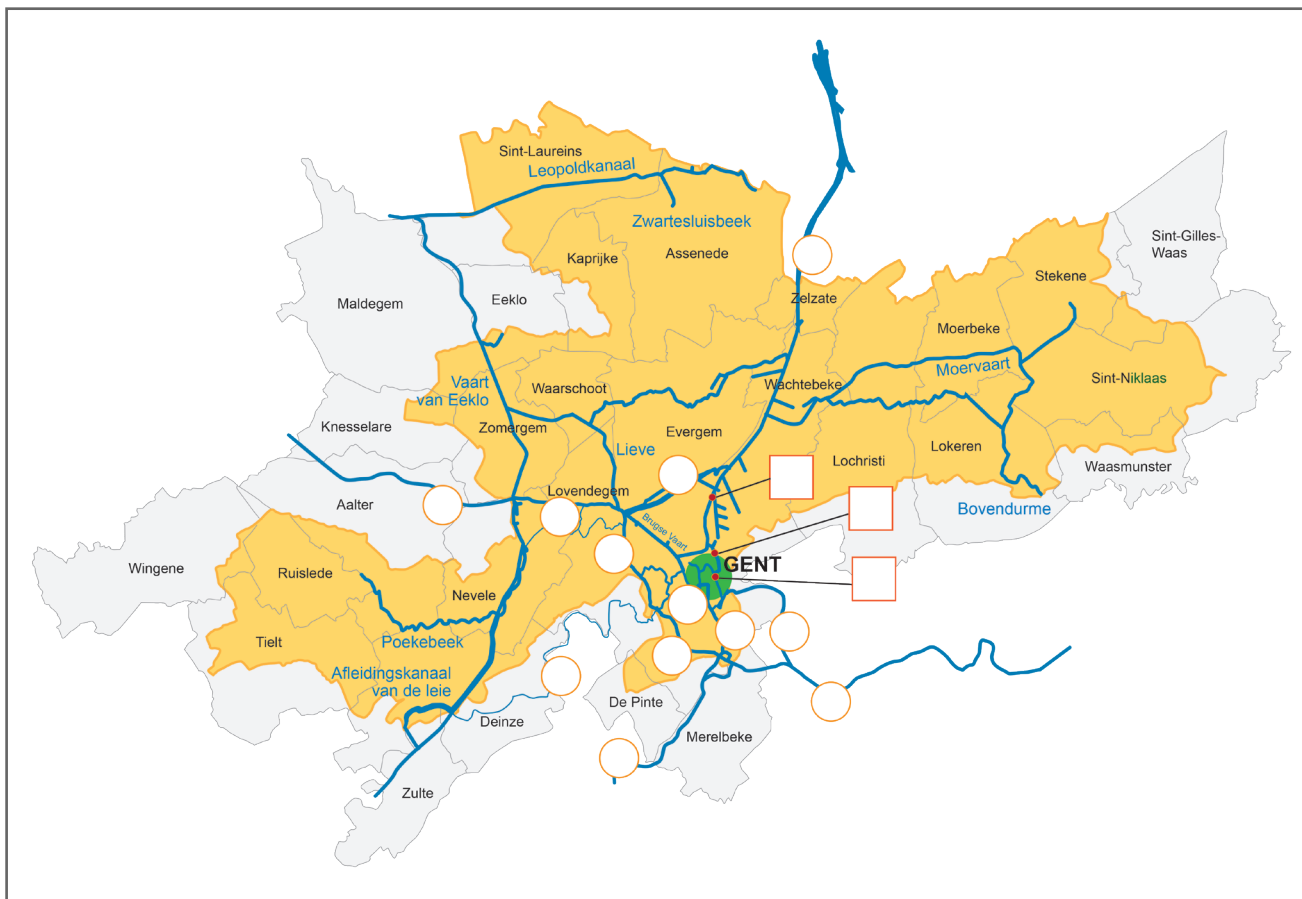 Sint-Laureins
Leopoldkanaal
Zwartesluisbeek
Kaprijke
Assenede
Sint-Gilles-
Waas
Stekene
Maldegem
Eeklo
Zelzate
Moerbeke
Moervaart
Sint-Niklaas
Vaart
van Eeklo
Waarschoot
Wachtebeke
Knesselare
Zomergem
Lieve
Evergem
Lochristi
Lokeren
Waasmunster
Aalter
Lovendegem
Bovendurme
Brugse Vaart
GENT
Wingene
Ruislede
Nevele
Tielt
Poekebeek
Afleidingskanaal
van de leie
Deinze
De Pinte
Merelbeke
Zulte